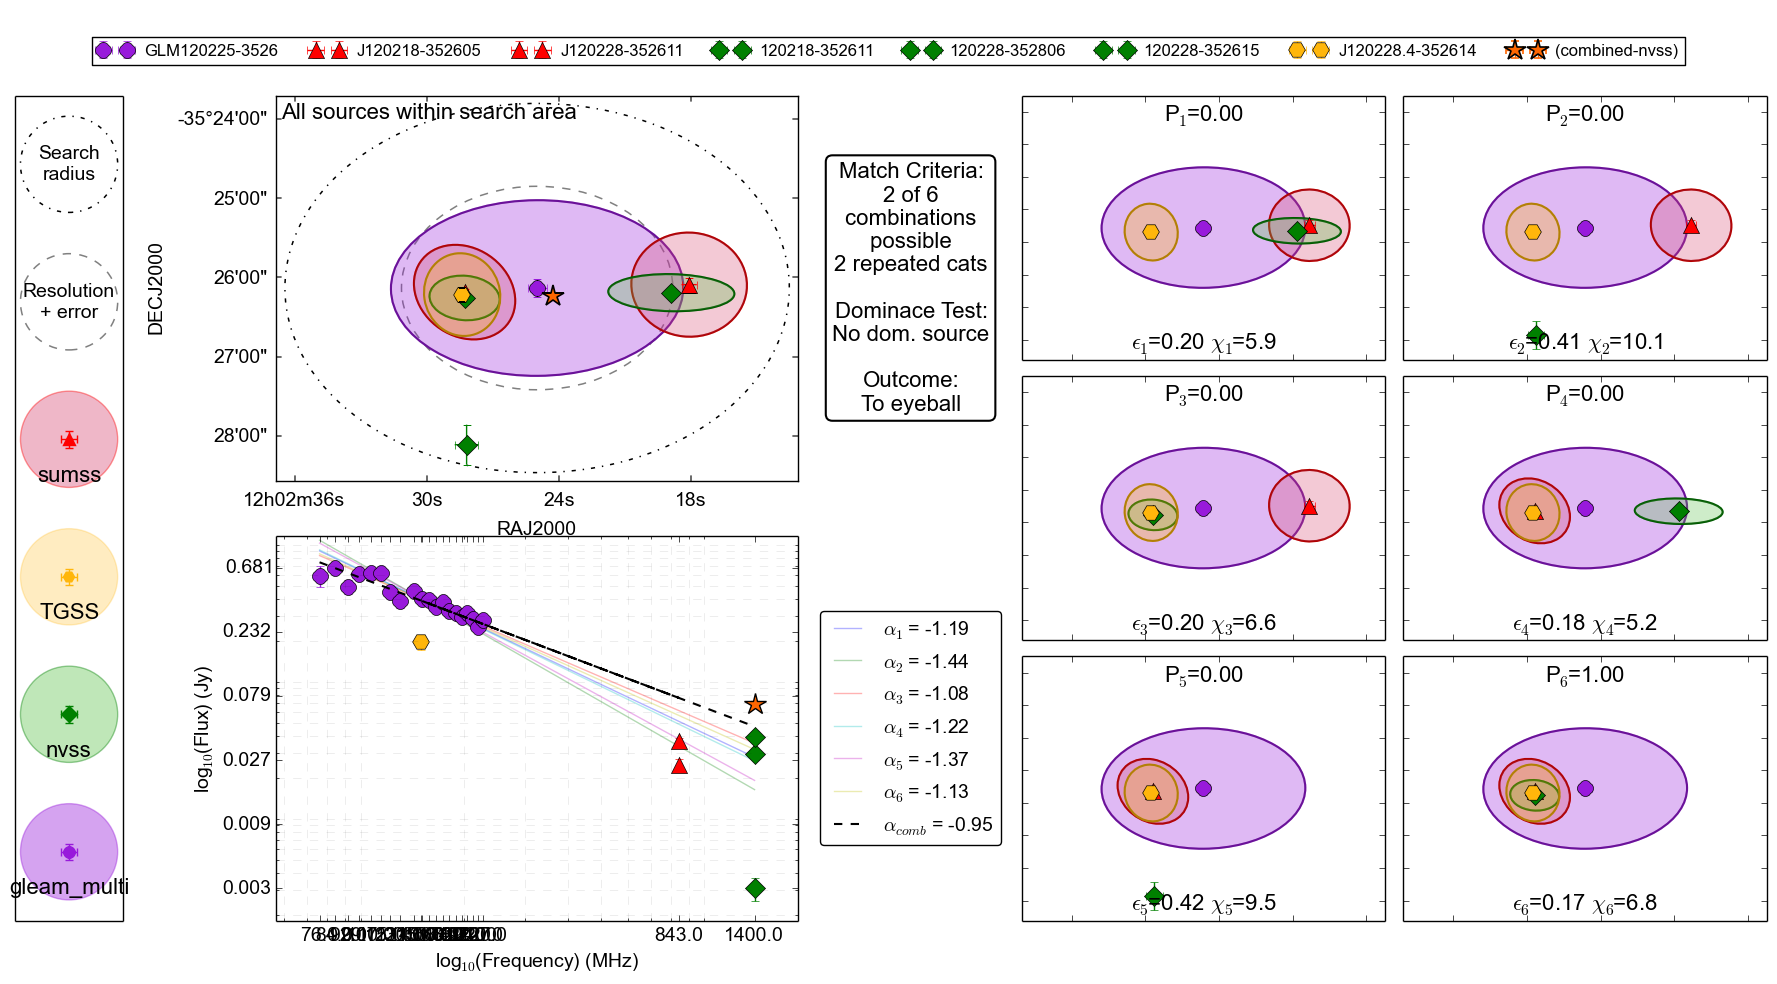 GLM120225-3526 J120218-352605 J120228-352611 120218-352611 120228-352806 120228-352615 J120228.4-352614 (combined-nvss)
Search
radius
Resolution
+ error
sumss
TGSS
nvss
gleam_multi
All sources within search area
-35°24'00"
25'00"
26'00"
27'00"
28'00"
DECJ2000
12h02m36s 30s 24s 18s
RAJ2000
Match Criteria:
2 of 6
combinations
possible
2 repeated cats
Dominace Test:
No dom. source
Outcome:
To eyeball
0.681
0.232
0.079
0.027
0.009
0.003
log10(Flux) (Jy)
843.0 1400.0
log10(Frequency) (MHz)
α1 = -1.19
α2 = -1.44
α3 = -1.08
α4 = -1.22
α5 = -1.37
α6 = -1.13
αcomb = -0.95
P1=0.00
ϵ1=0.20 χ1=5.9
P2=0.00
ϵ2=0.41 χ2=10.1
P3=0.00
ϵ3=0.20 χ3=6.6
P4=0.00
ϵ4=0.18 χ4=5.2
P5=0.00
ϵ5=0.42 χ5=9.5
P6=1.00
ϵ6=0.17 χ6=6.8